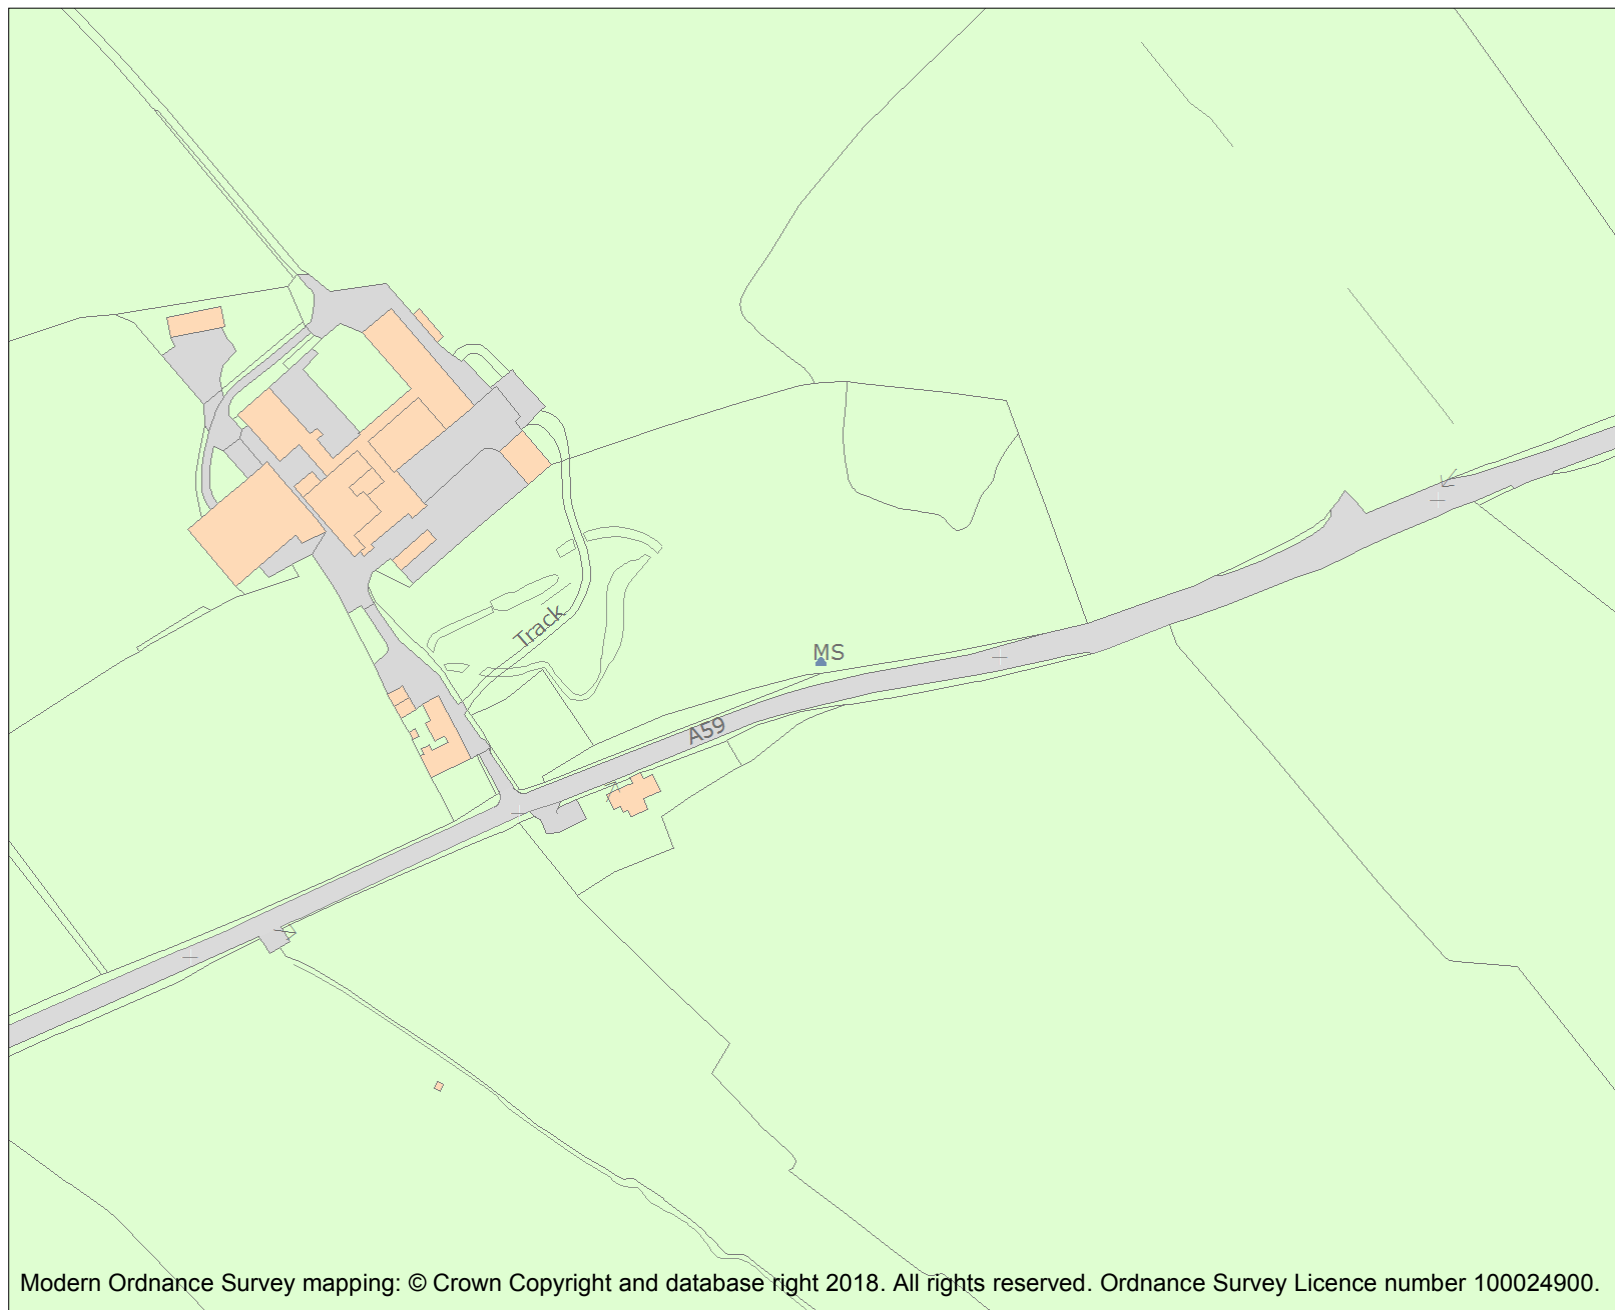 Track
MS
A59
Modern Ordnance Survey mapping: © Crown Copyright and database right 2018. All rights reserved. Ordnance Survey Licence number 100024900.